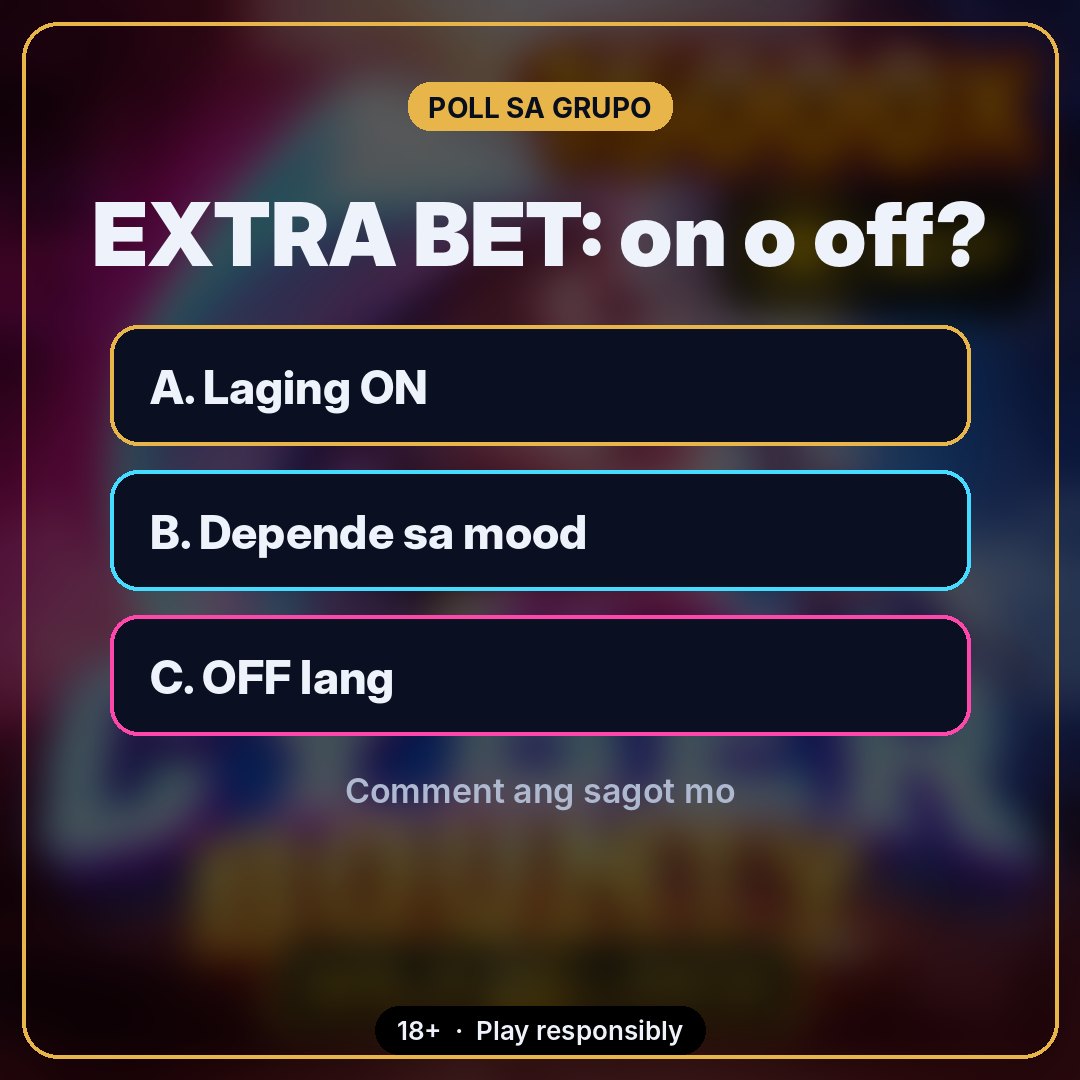 POLL SA GRUPO
EXTRA BET: on o off?
A. Laging ON
B. Depende sa mood
C. OFF lang
Comment ang sagot mo
18+ · Play responsibly